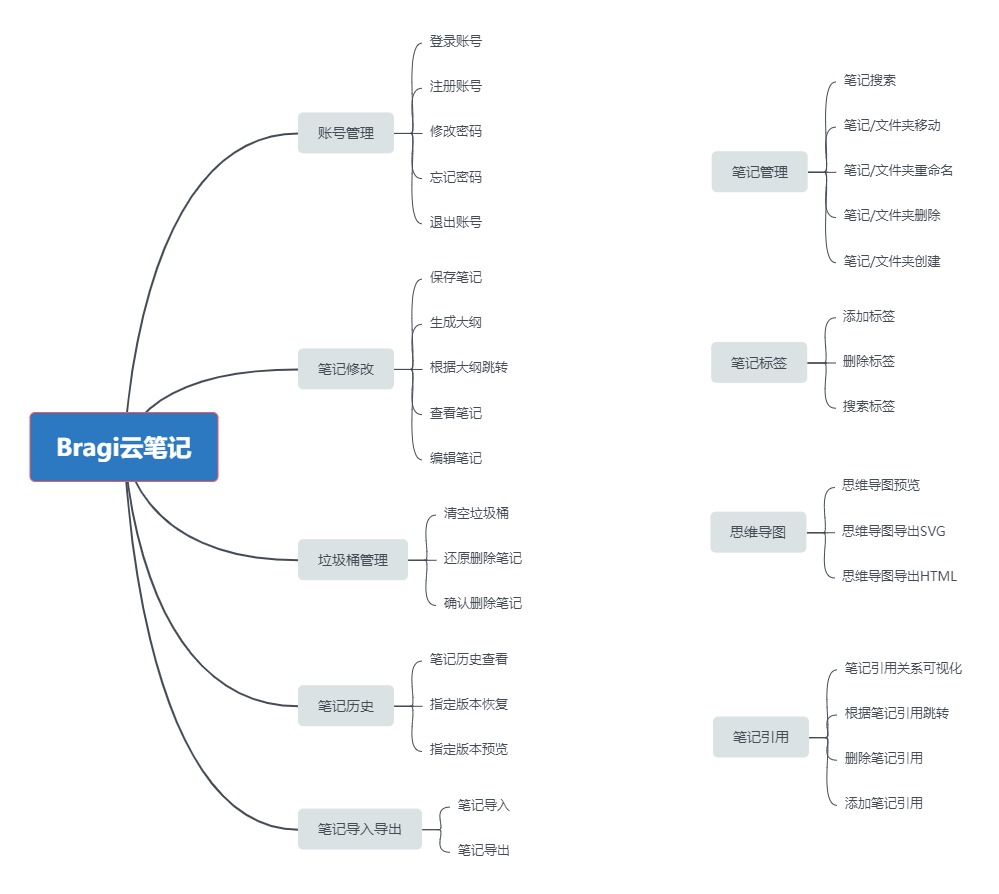 Bragi云笔记
账号管理
登录账号
注册账号
修改密码
忘记密码
退出账号
笔记修改
保存笔记
生成大纲
根据大纲跳转
查看笔记
编辑笔记
垃圾桶管理
清空垃圾桶
还原删除笔记
确认删除笔记
笔记历史
笔记历史查看
指定版本恢复
指定版本预览
笔记导入导出
笔记导入
笔记导出
笔记管理
笔记搜索
笔记/文件夹移动
笔记/文件夹重命名
笔记/文件夹删除
笔记/文件夹创建
笔记标签
添加标签
删除标签
搜索标签
思维导图
思维导图预览
思维导图导出SVG
思维导图导出HTML
笔记引用
笔记引用关系可视化
根据笔记引用跳转
删除笔记引用
添加笔记引用